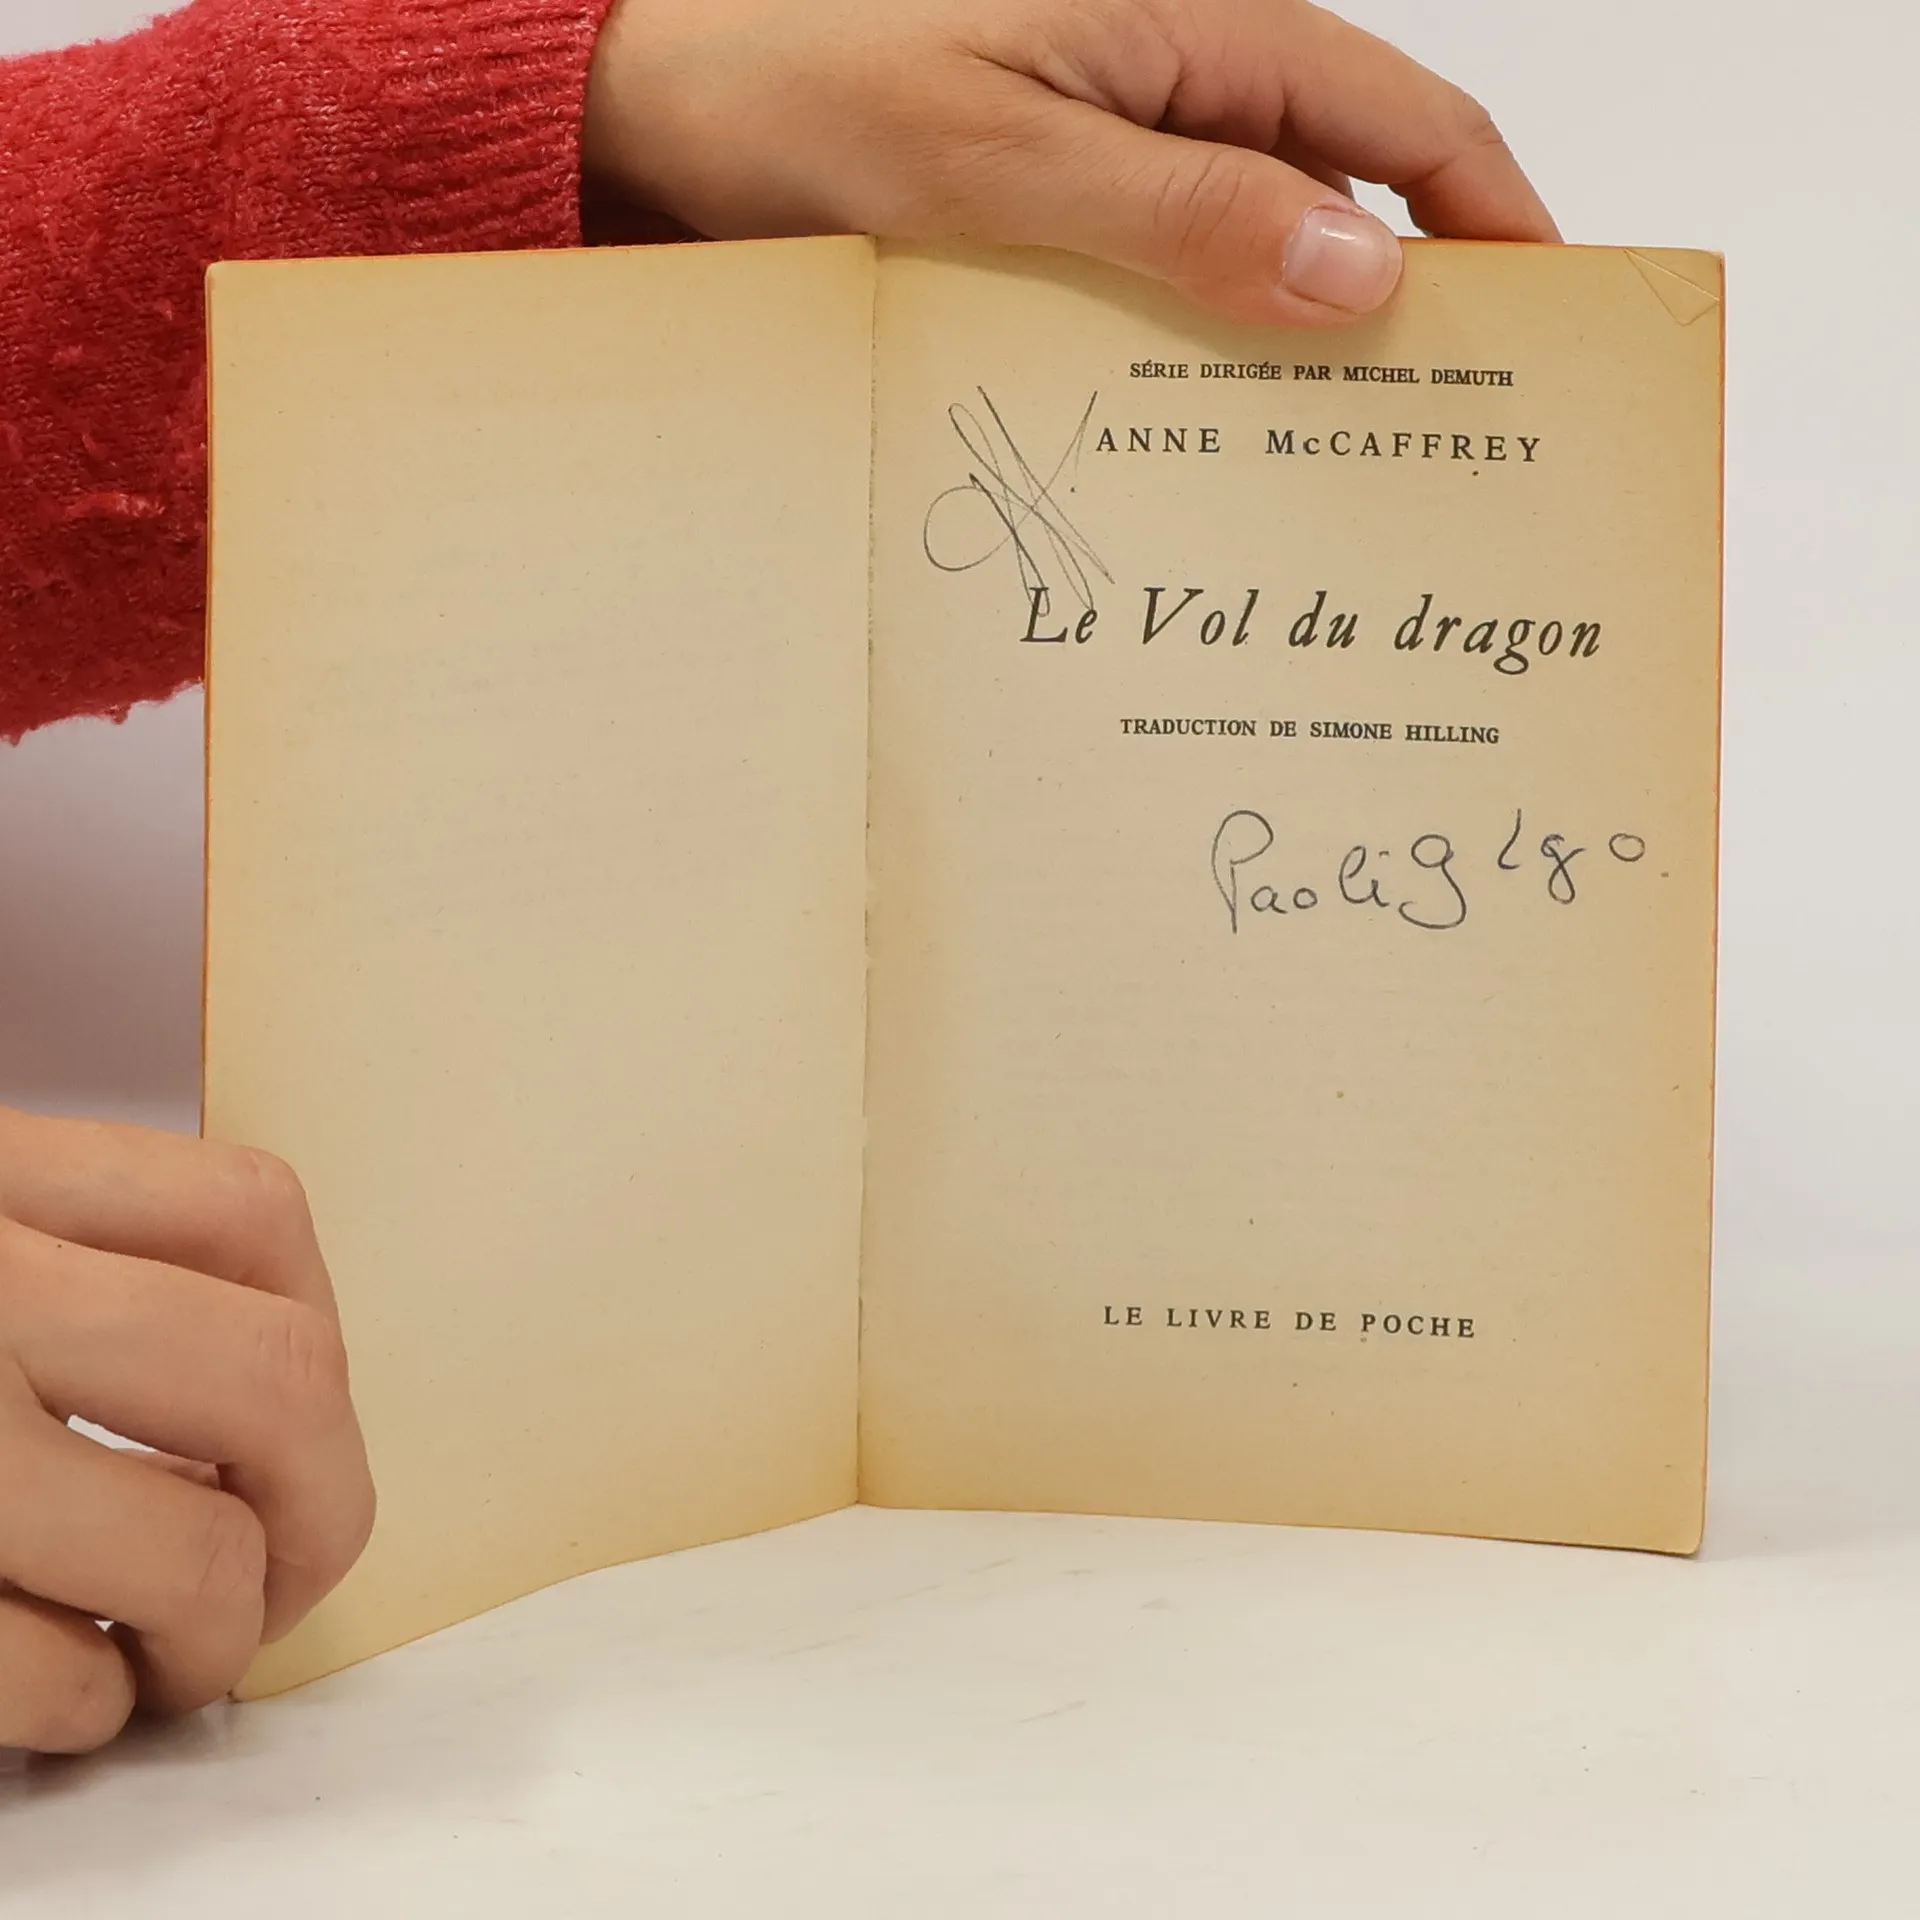 SÉRIE DIRIGÉE PAR MICHEL DEMUTH
ANNE McCAFFREY
Le Vol du dragon
TRADUCTION DE SIMONE HILLING
LE LIVRE DE POCHE